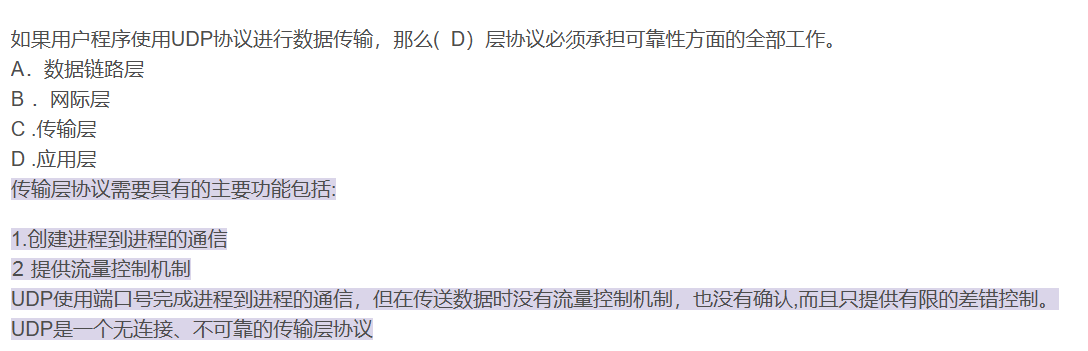 如果用户程序使用UDP协议进行数据传输，那么(  D）层协议必须承担可靠性方面的全部工作。
A．数据链路层
B ．网际层
C .传输层
D .应用层
传输层协议需要具有的主要功能包括:
1.创建进程到进程的通信
2 提供流量控制机制
UDP使用端口号完成进程到进程的通信，但在传送数据时没有流量控制机制，也没有确认,而且只提供有限的差错控制。
UDP是一个无连接、不可靠的传输层协议